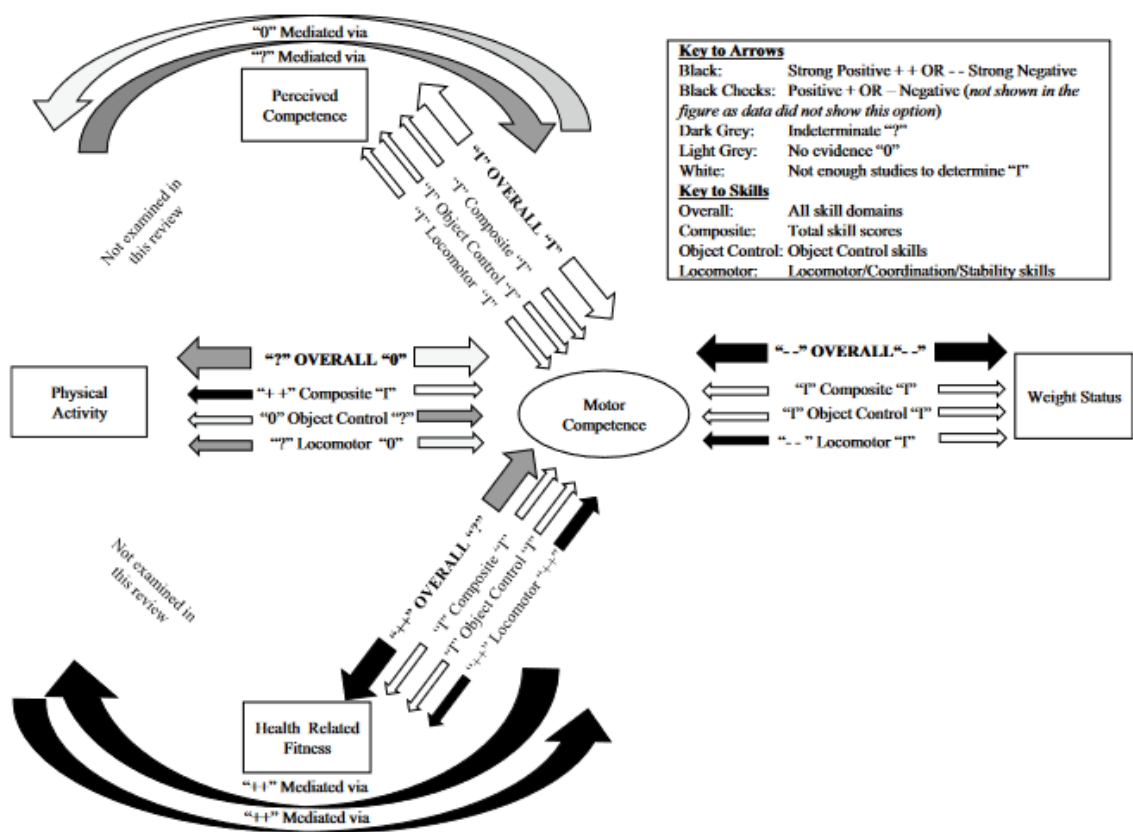 “0” Mediated via
“?” Mediated via
Perceived
Competence
Key to Arrows
Black: Strong Positive + + OR - - Strong Negative
Black Checks: Positive + OR – Negative (not shown in the
figure as data did not show this option)
Dark Grey: Indeterminate “?”
Light Grey: No evidence “0”
White: Not enough studies to determine “I”
Key to Skills
Overall: All skill domains
Composite: Total skill scores
Object Control: Object Control skills
Locomotor: Locomotor/Coordination/Stability skills
Not examined in
this review
“I” OVERALL “I”
“I” Composite “I”
“I” Object Control “I”
“I” Locomotor “I”
Physical
Activity
“?” OVERALL “0”
“+ +” Composite “I”
“0” Object Control “?”
“?” Locomotor “0”
Motor
Competence
“- -” OVERALL“- -”
“I” Composite “I”
“I” Object Control “I”
“- -” Locomotor “I”
Weight Status
Not examined in
this review
“++” OVERALL “?”
“I” Composite “I”
“I” Object Control “I”
“++” Locomotor “++”
Health Related
Fitness
“++” Mediated via
“++” Mediated via